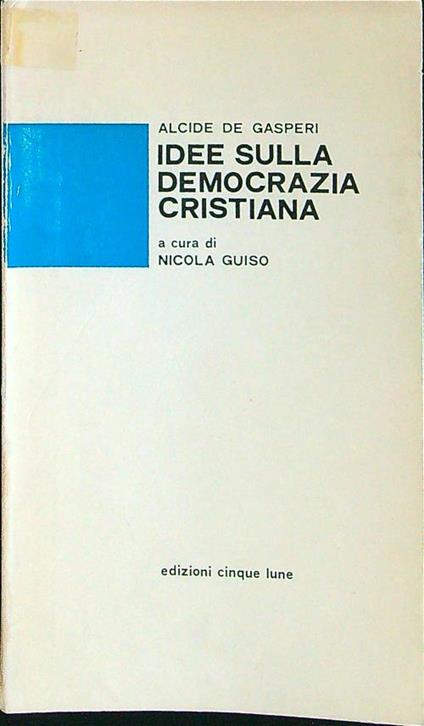 ALCIDE DE GASPERI
IDEE SULLA
DEMOCRAZIA
CRISTIANA
a cura di
NICOLA GUISO
edizioni cinque lune